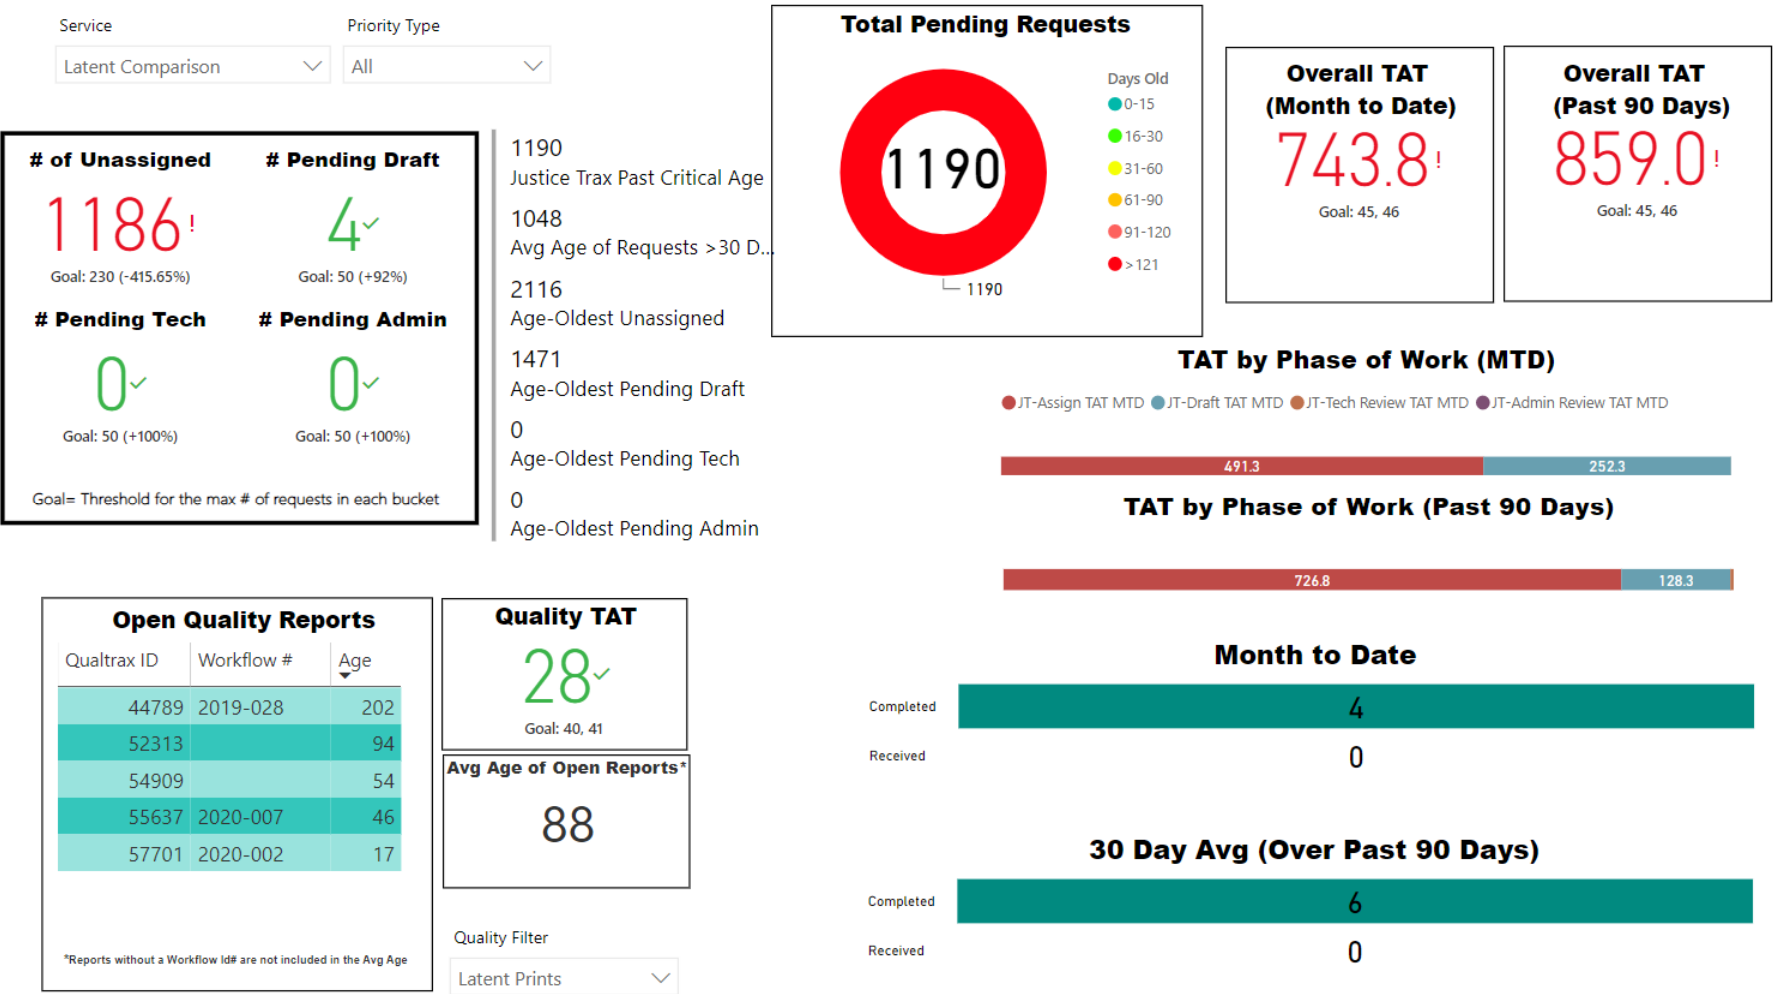 Service
Priority Type
Latent Comparison
All
# of Unassigned
# Pending Draft
1186!
4
Goal: 230 (-415.65%)
Goal: 50 (+92%)
# Pending Tech
# Pending Admin
0
0
Goal: 50 (+100%)
Goal: 50 (+100%)
Goal= Threshold for the max # of requests in each bucket
1190
Justice Trax Past Critical Age
1048
Avg Age of Requests >30 D...
2116
Age-Oldest Unassigned
1471
Age-Oldest Pending Draft
0
Age-Oldest Pending Tech
0
Age-Oldest Pending Admin
Total Pending Requests
1190
1190
Days Old
0-15
16-30
31-60
61-90
91-120
>121
Overall TAT
(Month to Date)
743.8!
Goal: 45, 46
Overall TAT
(Past 90 Days)
859.0!
Goal: 45, 46
TAT by Phase of Work (MTD)
JT-Assign TAT MTD JT-Draft TAT MTD JT-Tech Review TAT MTD JT-Admin Review TAT MTD
491.3 252.3
TAT by Phase of Work (Past 90 Days)
726.8 128.3
Open Quality Reports
Qualtrax ID Workflow # Age
44789 2019-028 202
52313 94
54909 54
55637 2020-007 46
57701 2020-002 17
*Reports without a Workflow Id# are not included in the Avg Age
Quality TAT
28
Goal: 40, 41
Avg Age of Open Reports*
88
Quality Filter
Latent Prints
Month to Date
Completed 4
Received 0
30 Day Avg (Over Past 90 Days)
Completed 6
Received 0